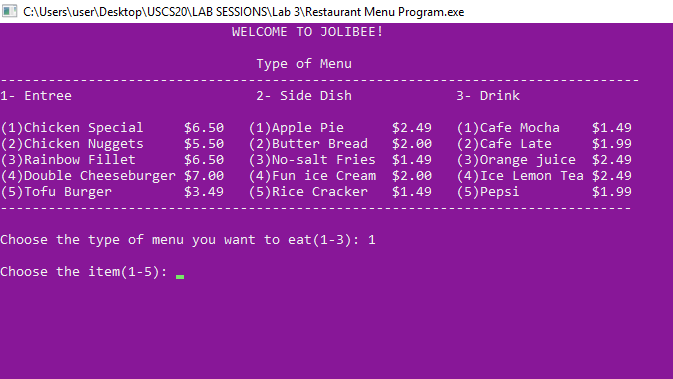 C:\Users\user\Desktop\USCS20\LAB SESSIONS\Lab 3\Restaurant Menu Program.exe
WELCOME TO JOLIBEE!
Type of Menu
--------------------------------------------------------------------------------
1- Entree 2- Side Dish 3- Drink
(1)Chicken Special $6.50 (1)Apple Pie $2.49 (1)Cafe Mocha $1.49
(2)Chicken Nuggets $5.50 (2)Butter Bread $2.00 (2)Cafe Late $1.99
(3)Rainbow Fillet $6.50 (3)No-salt Fries $1.49 (3)Orange juice $2.49
(4)Double Cheeseburger $7.00 (4)Fun ice Cream $2.00 (4)Ice Lemon Tea $2.49
(5)Tofu Burger $3.49 (5)Rice Cracker $1.49 (5)Pepsi $1.99
--------------------------------------------------------------------------------
Choose the type of menu you want to eat(1-3): 1
Choose the item(1-5):